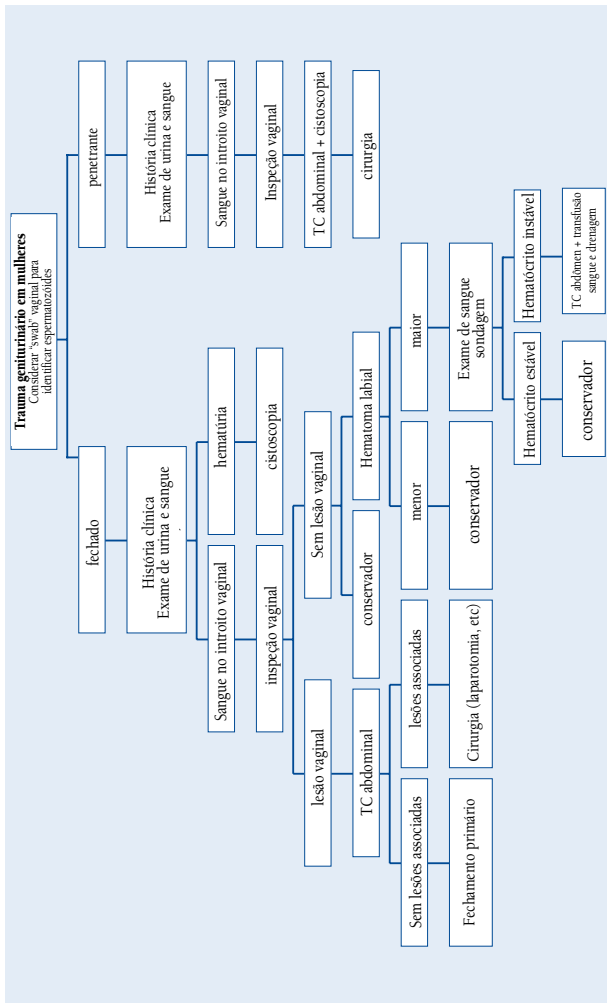 Trauma genituriário em mulheres
Considerar "swab" vaginal para
identificar espermatozóides
fechado
penetrante
História clínica
Exame de urina e sangue
História clínica
Exame de urina e sangue
Sangue no introito vaginal
hematúria
Sangue no introito vaginal
inspeção vaginal
cistoscopia
Inspeção vaginal
lesão vaginal
Sem lesão vaginal
TC abdominal + cistoscopia
TC abdominal
conservador
Hematoma labial
cirurgia
Sem lesões associadas
lesões associadas
menor
maior
Fechamento primário
Cirurgia (laparotomia, etc)
conservador
Exame de sangue
sondagem
Hematócrito estável
Hematócrito instável
conservador
TC abdômen + transfusão
sangue e drenagem